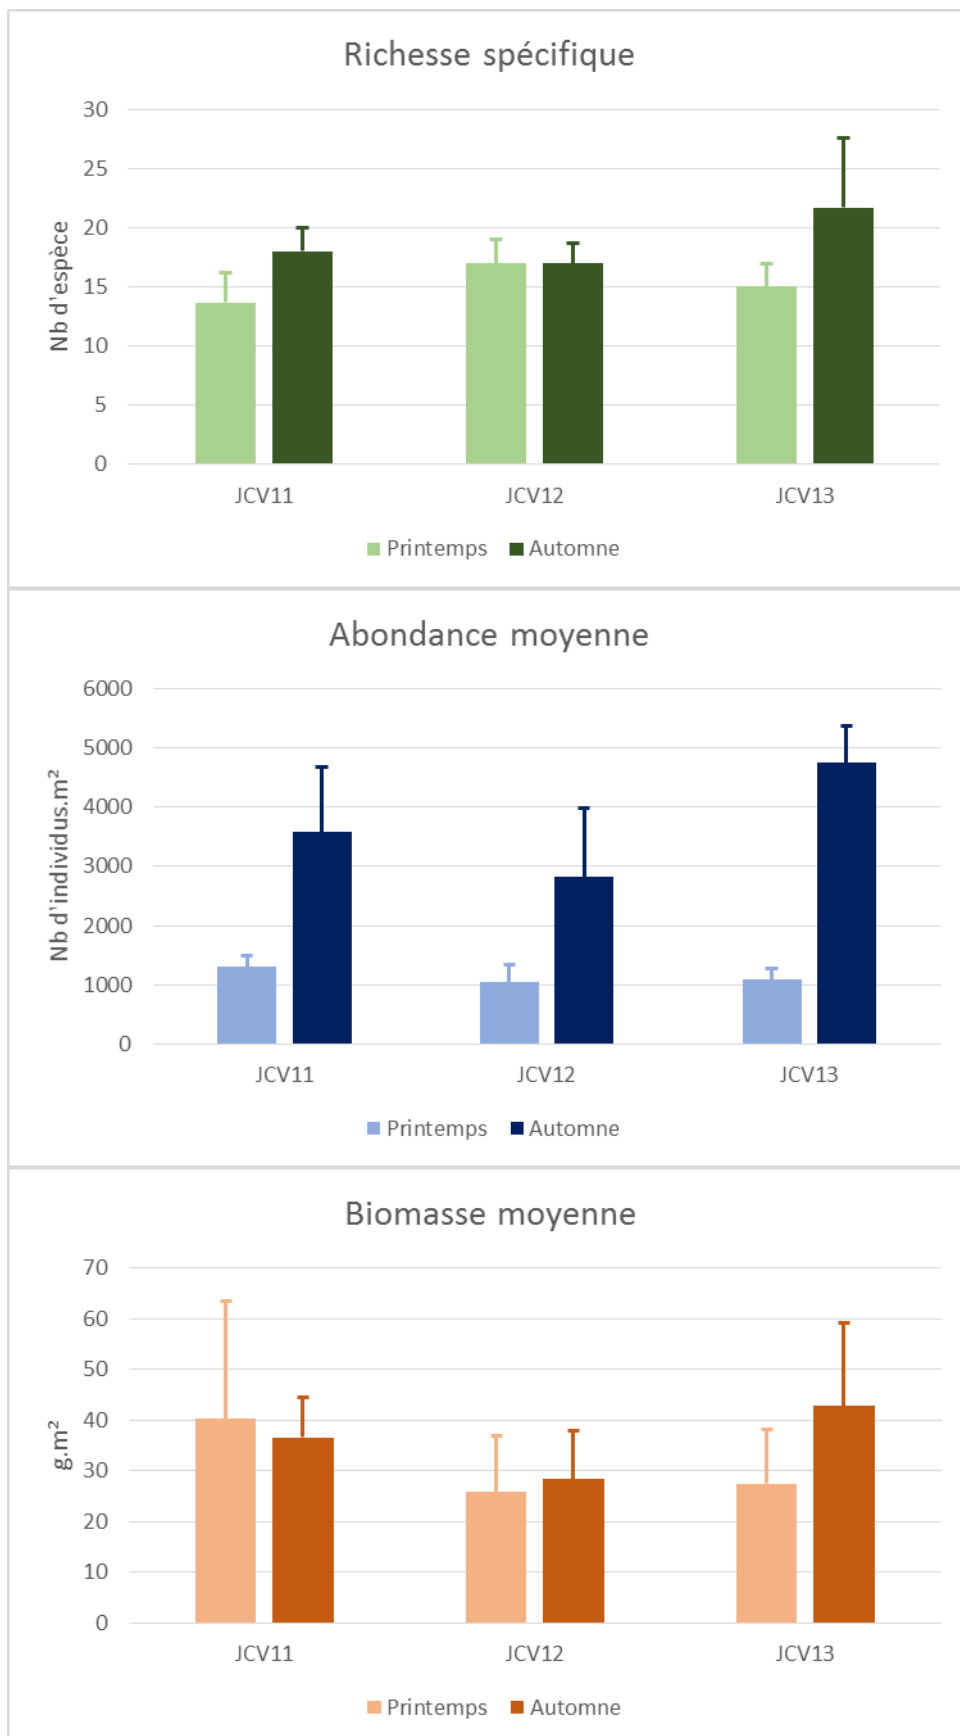 Richesse spécifique
Nb d'espèce
30
25
20
15
10
5
0
JCV11 JCV12 JCV13
Printemps Automne
Abondance moyenne
Nb d'individus.m²
6000
5000
4000
3000
2000
1000
0
JCV11 JCV12 JCV13
Printemps Automne
Biomasse moyenne
g.m²
70
60
50
40
30
20
10
0
JCV11 JCV12 JCV13
Printemps Automne